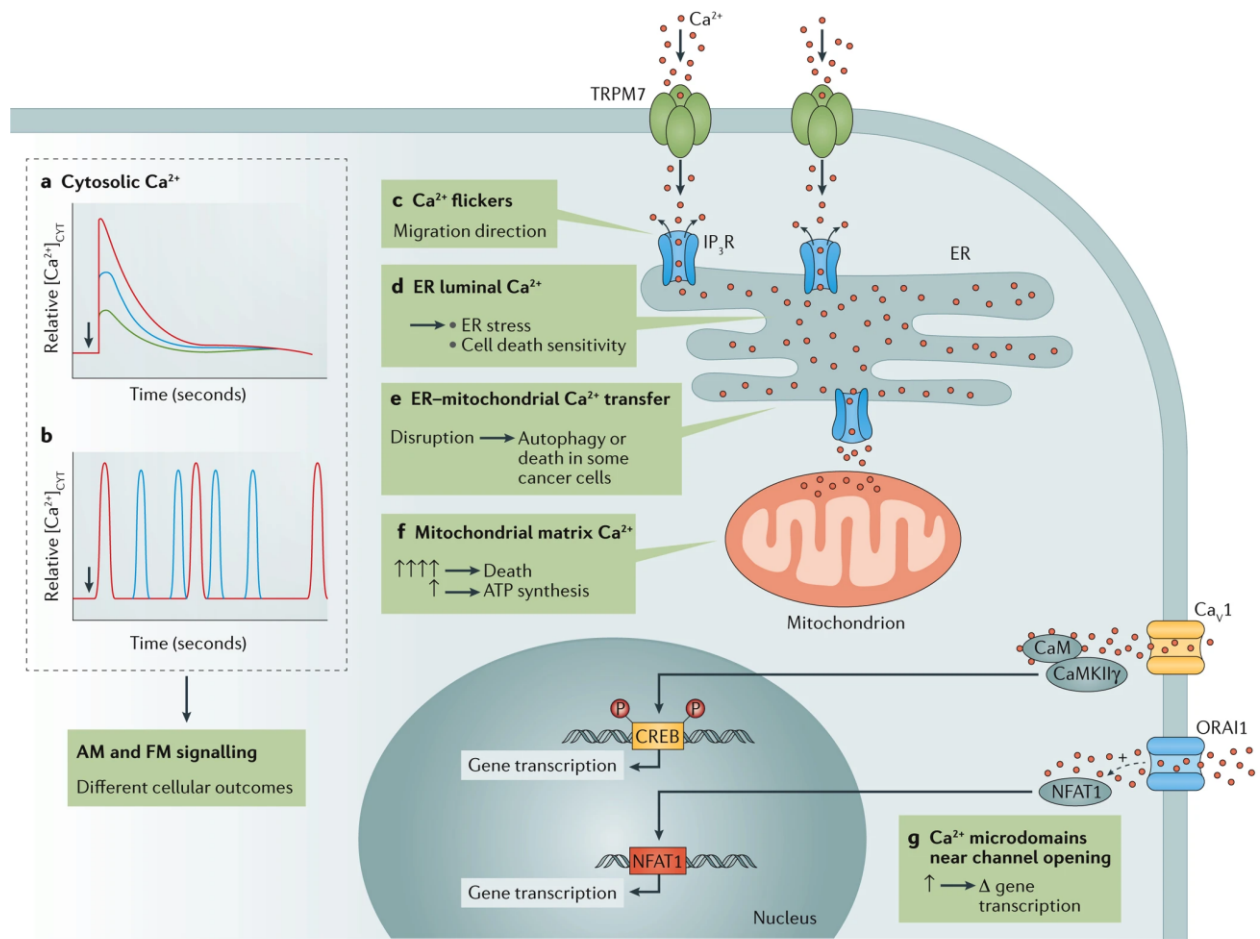 Ca²⁺
TRPM7
a Cytosolic Ca²⁺
Relative [Ca²⁺]CYT
Time (seconds)
b
Relative [Ca²⁺]CYT
Time (seconds)
AM and FM signalling
Different cellular outcomes
c Ca²⁺ flickers
Migration direction
IP₃R
ER
d ER luminal Ca²⁺
→ • ER stress
• Cell death sensitivity
e ER–mitochondrial Ca²⁺ transfer
Disruption → Autophagy or
death in some
cancer cells
f Mitochondrial matrix Ca²⁺
↑↑↑↑ → Death
↑ → ATP synthesis
Mitochondrion
CaV1
CaM
CaMKIIγ
P P
CREB
Gene transcription
ORAI1
+
NFAT1
NFAT1
Gene transcription
Nucleus
g Ca²⁺ microdomains
near channel opening
↑ → Δ gene
transcription